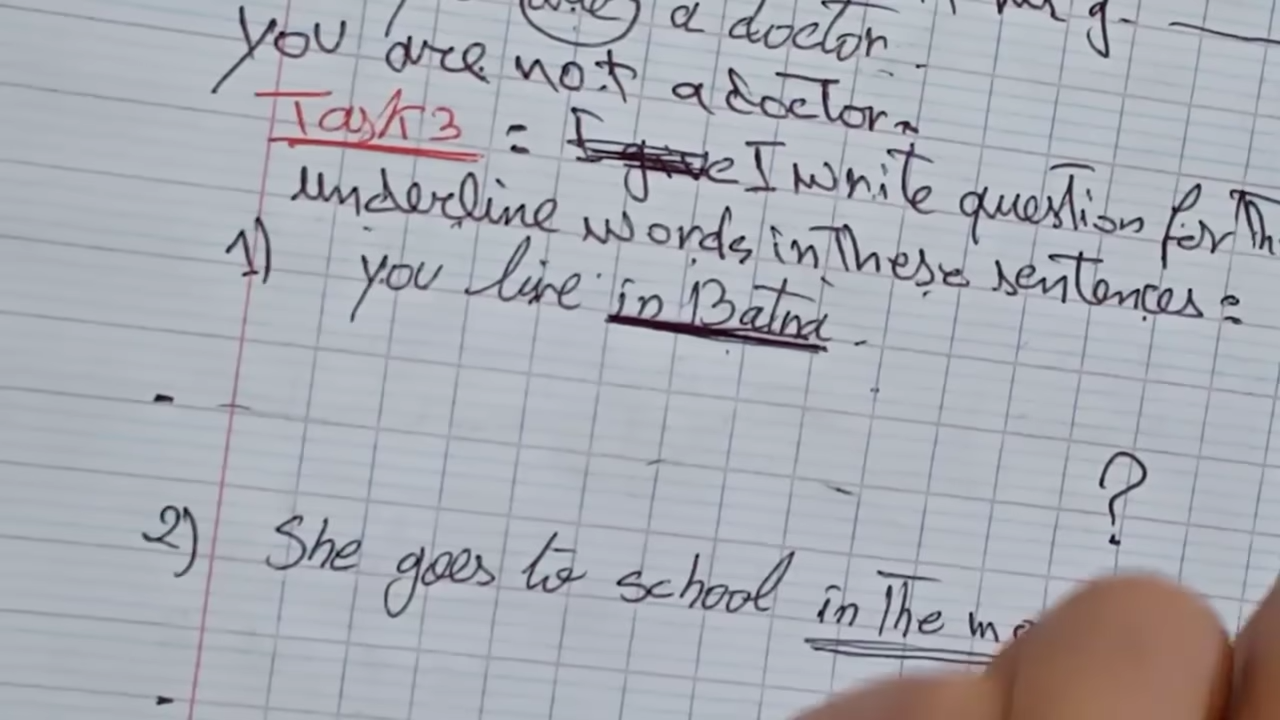 a doctor.
you are not a doctor.
Task 3 : I write question for
underline words in these sentences:
1) you live in Batna.
-
?
2) She goes to school in the
-